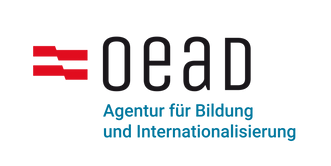 OeAD
Agentur für Bildung
und Internationalisierung